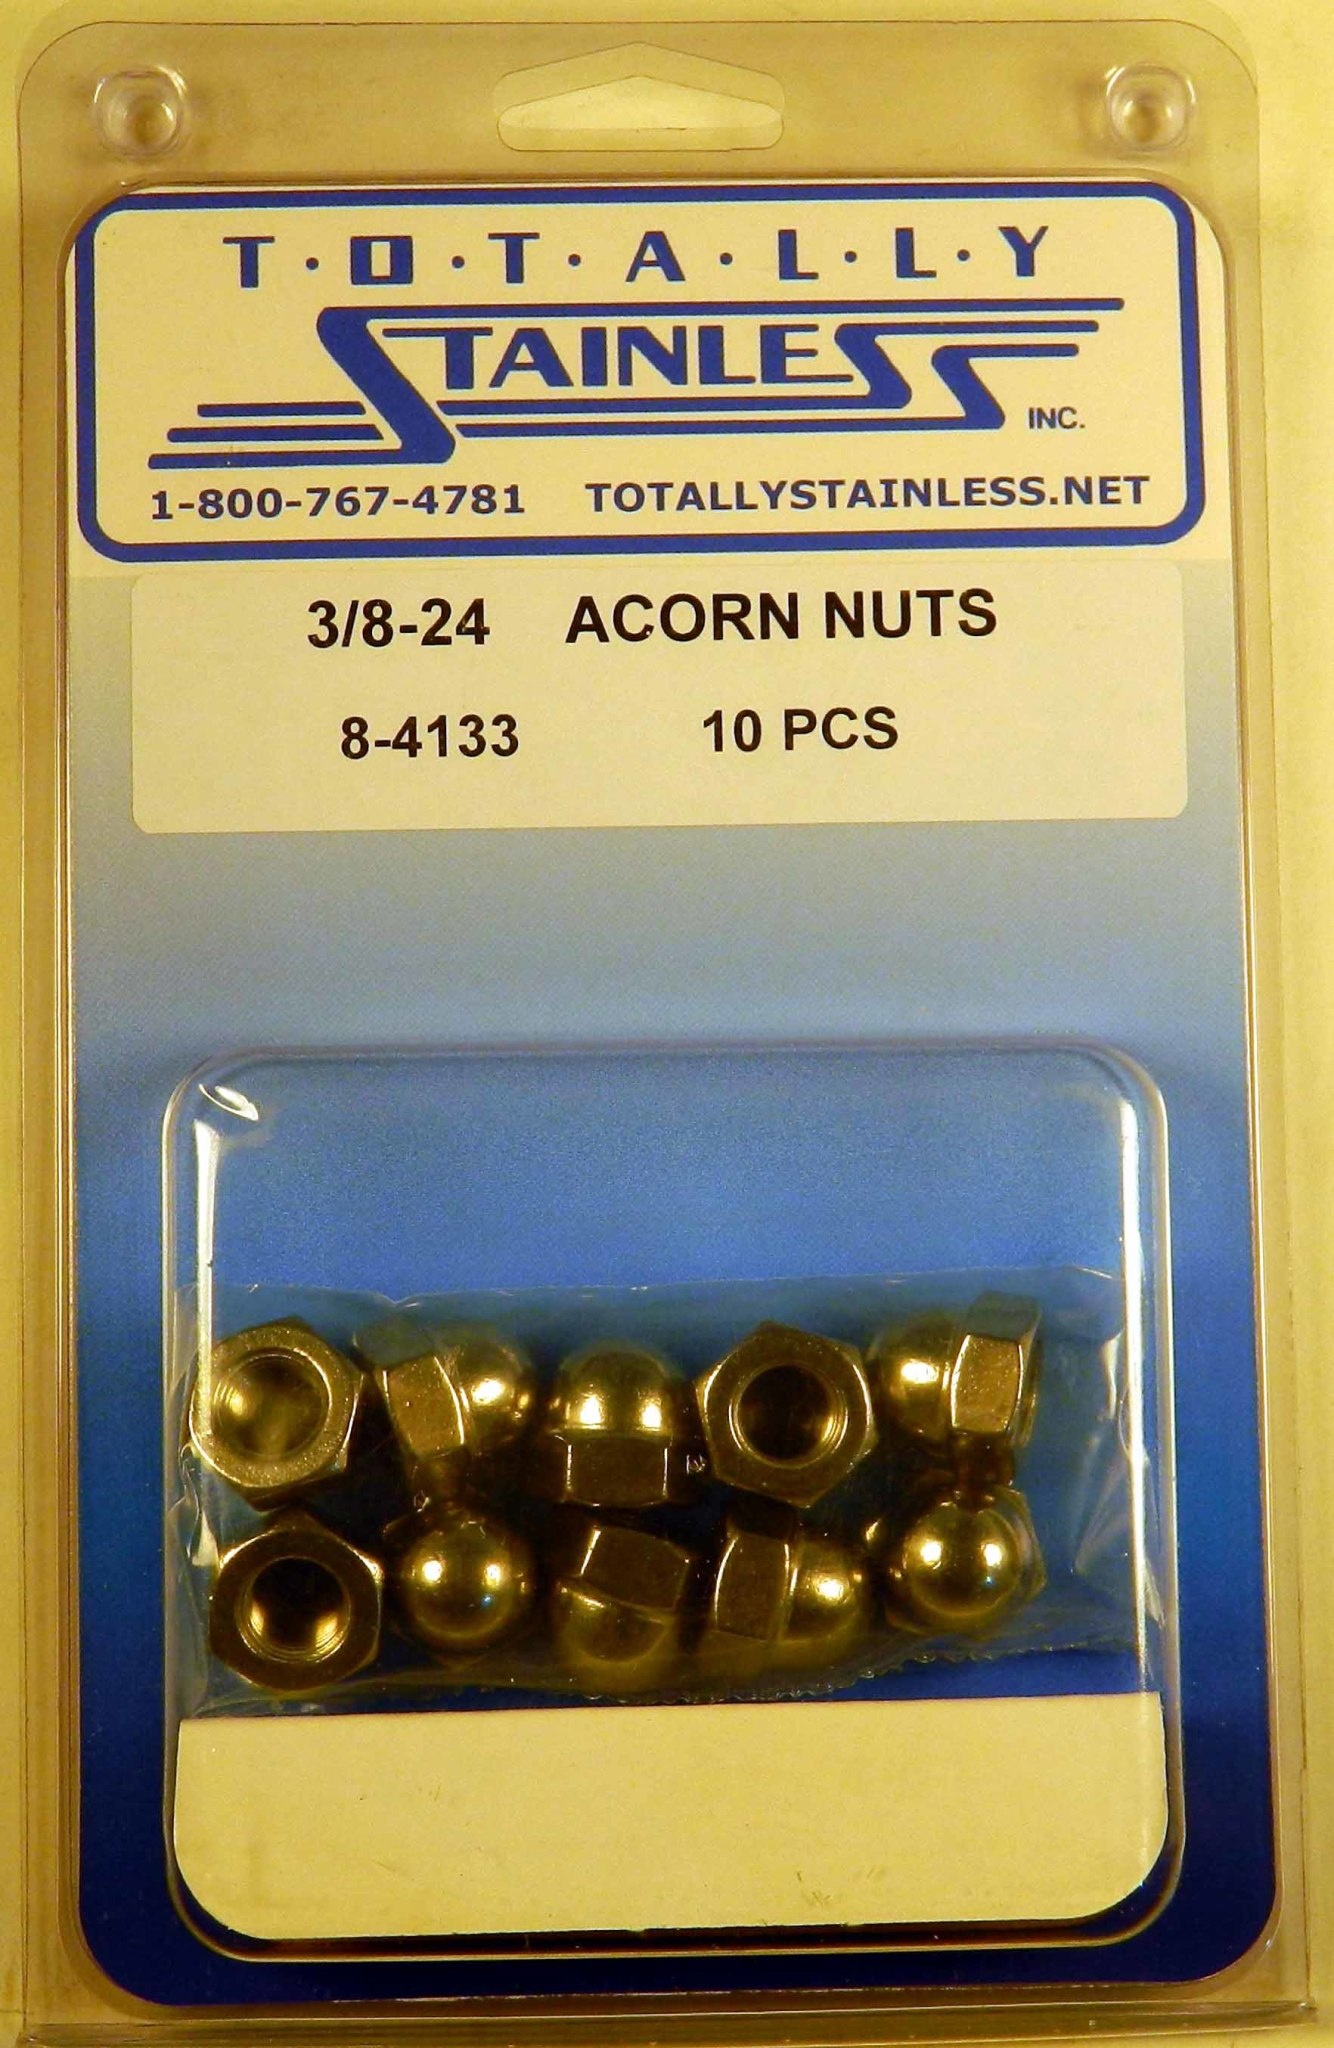 T·O·T·A·L·L·Y
STAINLESS INC.
1-800-767-4781 TOTALLYSTAINLESS.NET
3/8-24 ACORN NUTS
8-4133 10 PCS